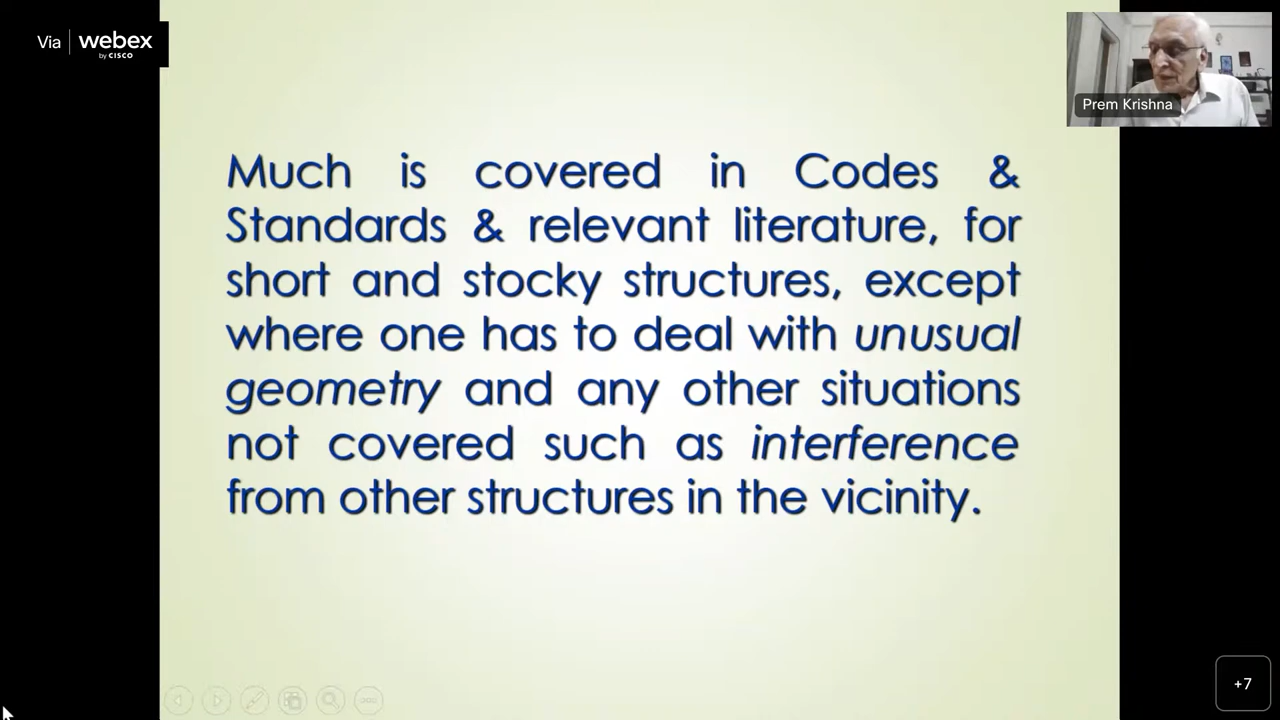 Via webex
by CISCO
Prem Krishna
Much is covered in Codes &
Standards & relevant literature, for
short and stocky structures, except
where one has to deal with unusual
geometry and any other situations
not covered such as interference
from other structures in the vicinity.
+7